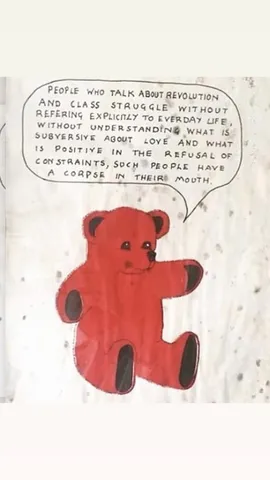 PEOPLE WHO TALK ABOUT REVOLUTION
AND CLASS STRUGGLE WITHOUT
REFERING EXPLICITLY TO EVERDAY LIFE,
WITHOUT UNDERSTANDING WHAT IS
SUBVERSIVE ABOUT LOVE AND WHAT
IS POSITIVE IN THE REFUSAL OF
CONSTRAINTS, SUCH PEOPLE HAVE
A CORPSE IN THEIR MOUTH.